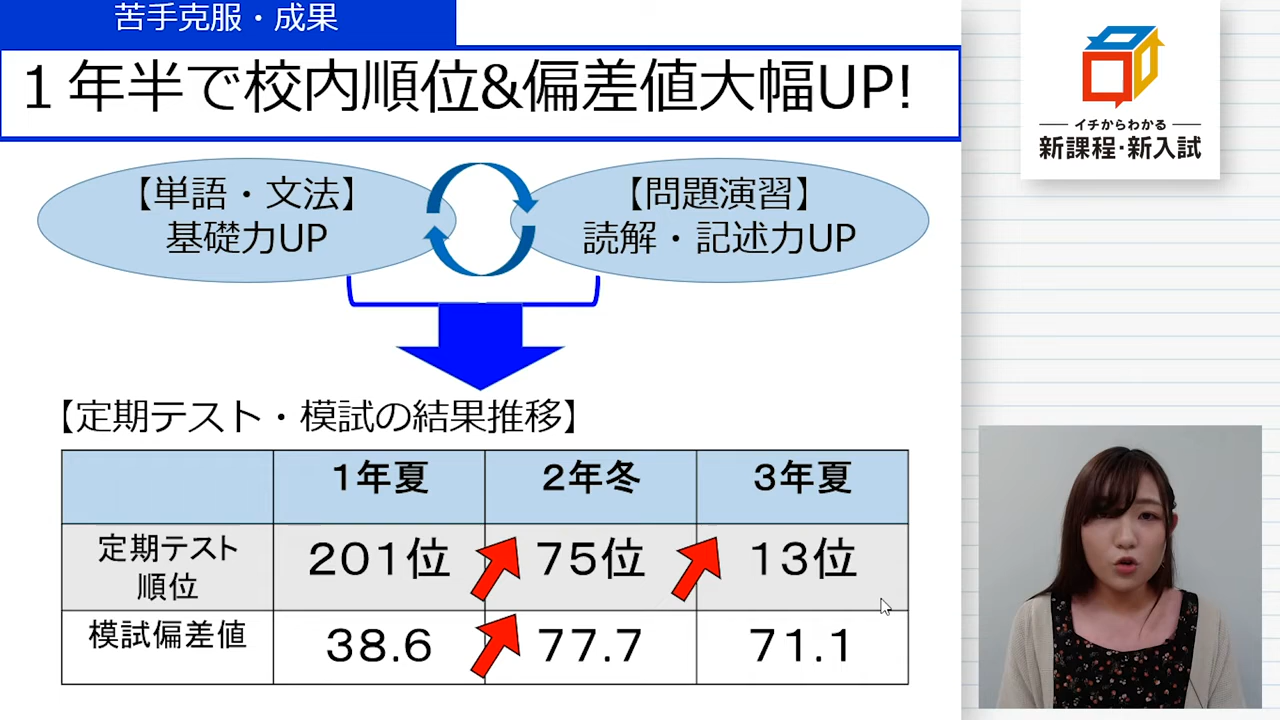 苦手克服・成果
1年半で校内順位&偏差値大幅UP!
【単語・文法】
基礎力UP
【問題演習】
読解・記述力UP
【定期テスト・模試の結果推移】
1年夏 2年冬 3年夏
定期テスト
順位 201位 75位 13位
模試偏差値 38.6 77.7 71.1
イチからわかる
新課程・新入試